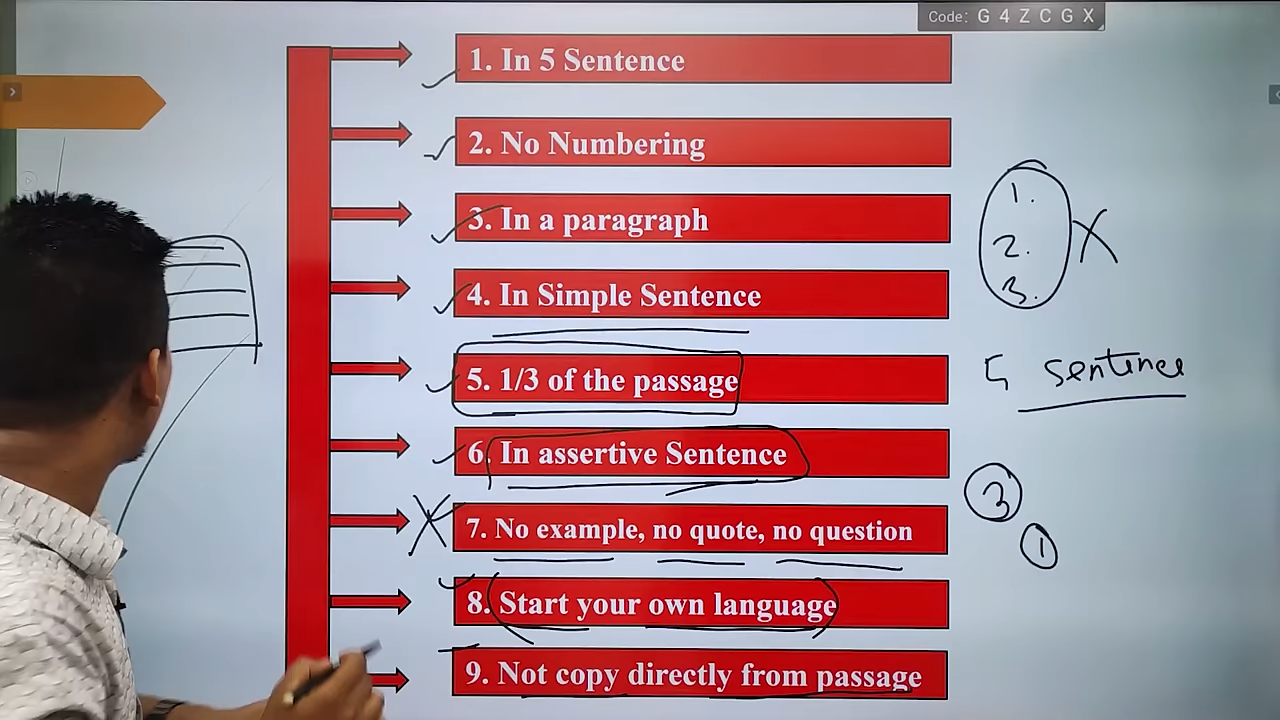 Code: G 4 Z C G X
1. In 5 Sentence
2. No Numbering
3. In a paragraph
4. In Simple Sentence
5. 1/3 of the passage
6. In assertive Sentence
7. No example, no quote, no question
8. Start your own language
9. Not copy directly from passage
1.
2.
3.
X
5 sentence
3
1